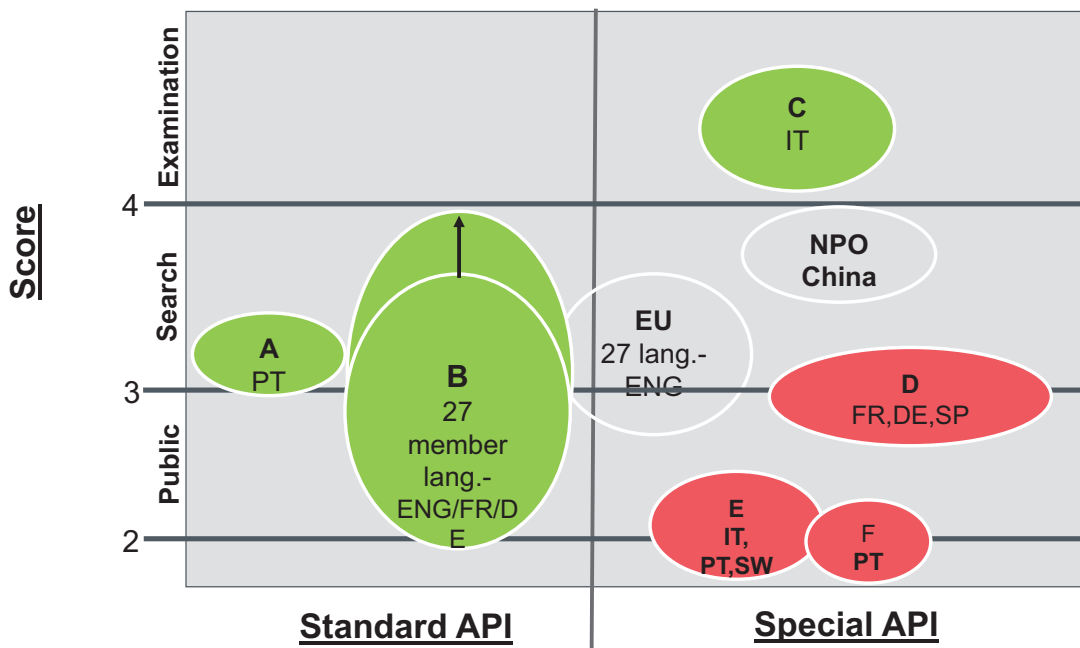 Score
Examination
Search
Public
4
3
2
A
PT
B
27
member
lang.-
ENG/FR/D
E
C
IT
NPO
China
EU
27 lang.-
ENG
D
FR,DE,SP
E
IT,
PT,SW
F
PT
Standard API
Special API